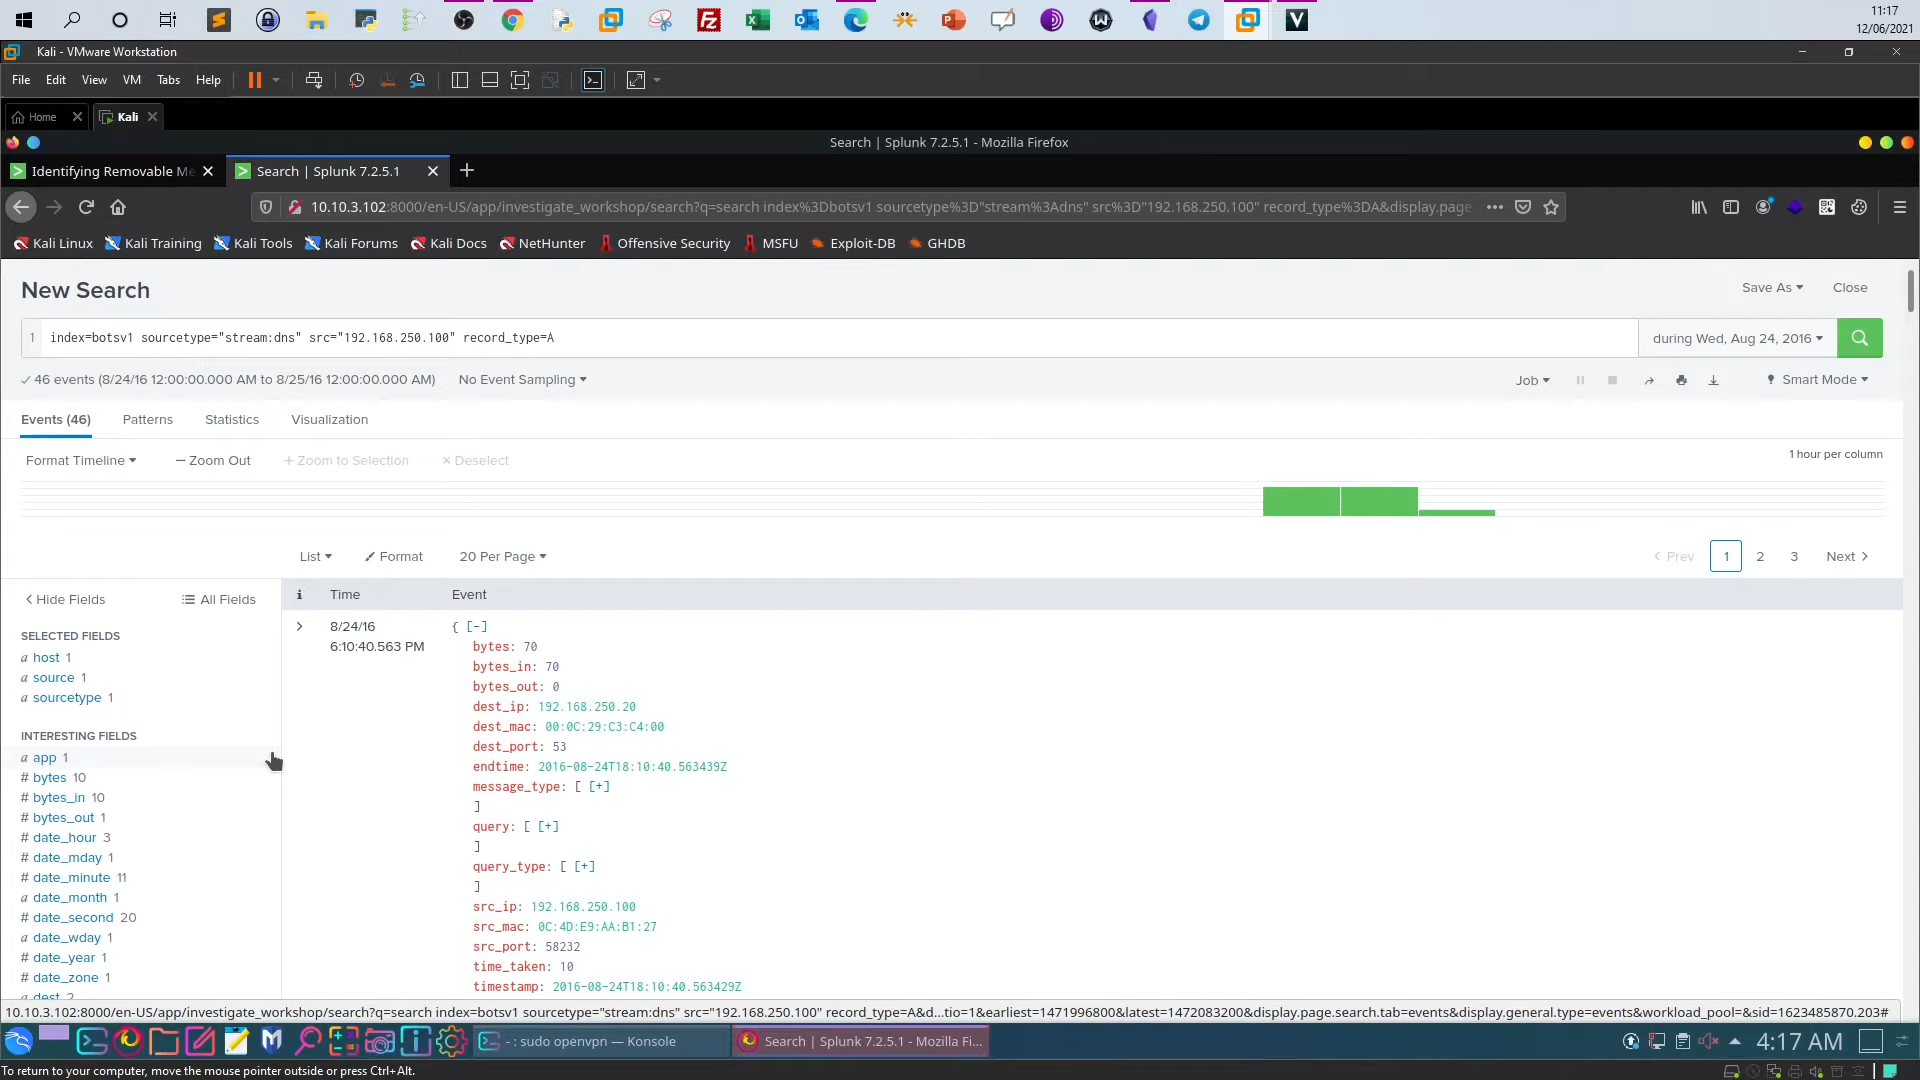 11:17
12/06/2021
Kali - VMware Workstation
File Edit View VM Tabs Help
Home Kali
Search | Splunk 7.2.5.1 - Mozilla Firefox
Identifying Removable Me Search | Splunk 7.2.5.1
10.10.3.102:8000/en-US/app/investigate_workshop/search?q=search index%3Dbotsv1 sourcetype%3D"stream%3Adns" src%3D"192.168.250.100" record_type%3DA&display.page
Kali Linux Kali Training Kali Tools Kali Forums Kali Docs NetHunter Offensive Security MSFU Exploit-DB GHDB
New Search
Save As Close
1 index=botsv1 sourcetype="stream:dns" src="192.168.250.100" record_type=A
during Wed, Aug 24, 2016
46 events (8/24/16 12:00:00.000 AM to 8/25/16 12:00:00.000 AM) No Event Sampling
Job Smart Mode
Events (46) Patterns Statistics Visualization
Format Timeline — Zoom Out + Zoom to Selection × Deselect
1 hour per column
List Format 20 Per Page
< Prev 1 2 3 Next >
< Hide Fields All Fields
i Time Event
SELECTED FIELDS
a host 1
a source 1
a sourcetype 1
INTERESTING FIELDS
a app 1
# bytes 10
# bytes_in 10
# bytes_out 1
# date_hour 3
# date_mday 1
# date_minute 11
a date_month 1
# date_second 20
a date_wday 1
# date_year 1
# date_zone 1
a dest 2
8/24/16
6:10:40.563 PM
{ [-]
bytes: 70
bytes_in: 70
bytes_out: 0
dest_ip: 192.168.250.20
dest_mac: 00:0C:29:C3:C4:00
dest_port: 53
endtime: 2016-08-24T18:10:40.563439Z
message_type: [ [+]
]
query: [ [+]
]
query_type: [ [+]
]
src_ip: 192.168.250.100
src_mac: 0C:4D:E9:AA:B1:27
src_port: 58232
time_taken: 10
timestamp: 2016-08-24T18:10:40.563429Z
10.10.3.102:8000/en-US/app/investigate_workshop/search?q=search index=botsv1 sourcetype="stream:dns" src="192.168.250.100" record_type=A&d…tio=1&earliest=1471996800&latest=1472083200&display.page.search.tab=events&display.general.type=events&workload_pool=&sid=1623485870.203#
- : sudo openvpn — Konsole
Search | Splunk 7.2.5.1 - Mozilla Fi...
4:17 AM
To return to your computer, move the mouse pointer outside or press Ctrl+Alt.